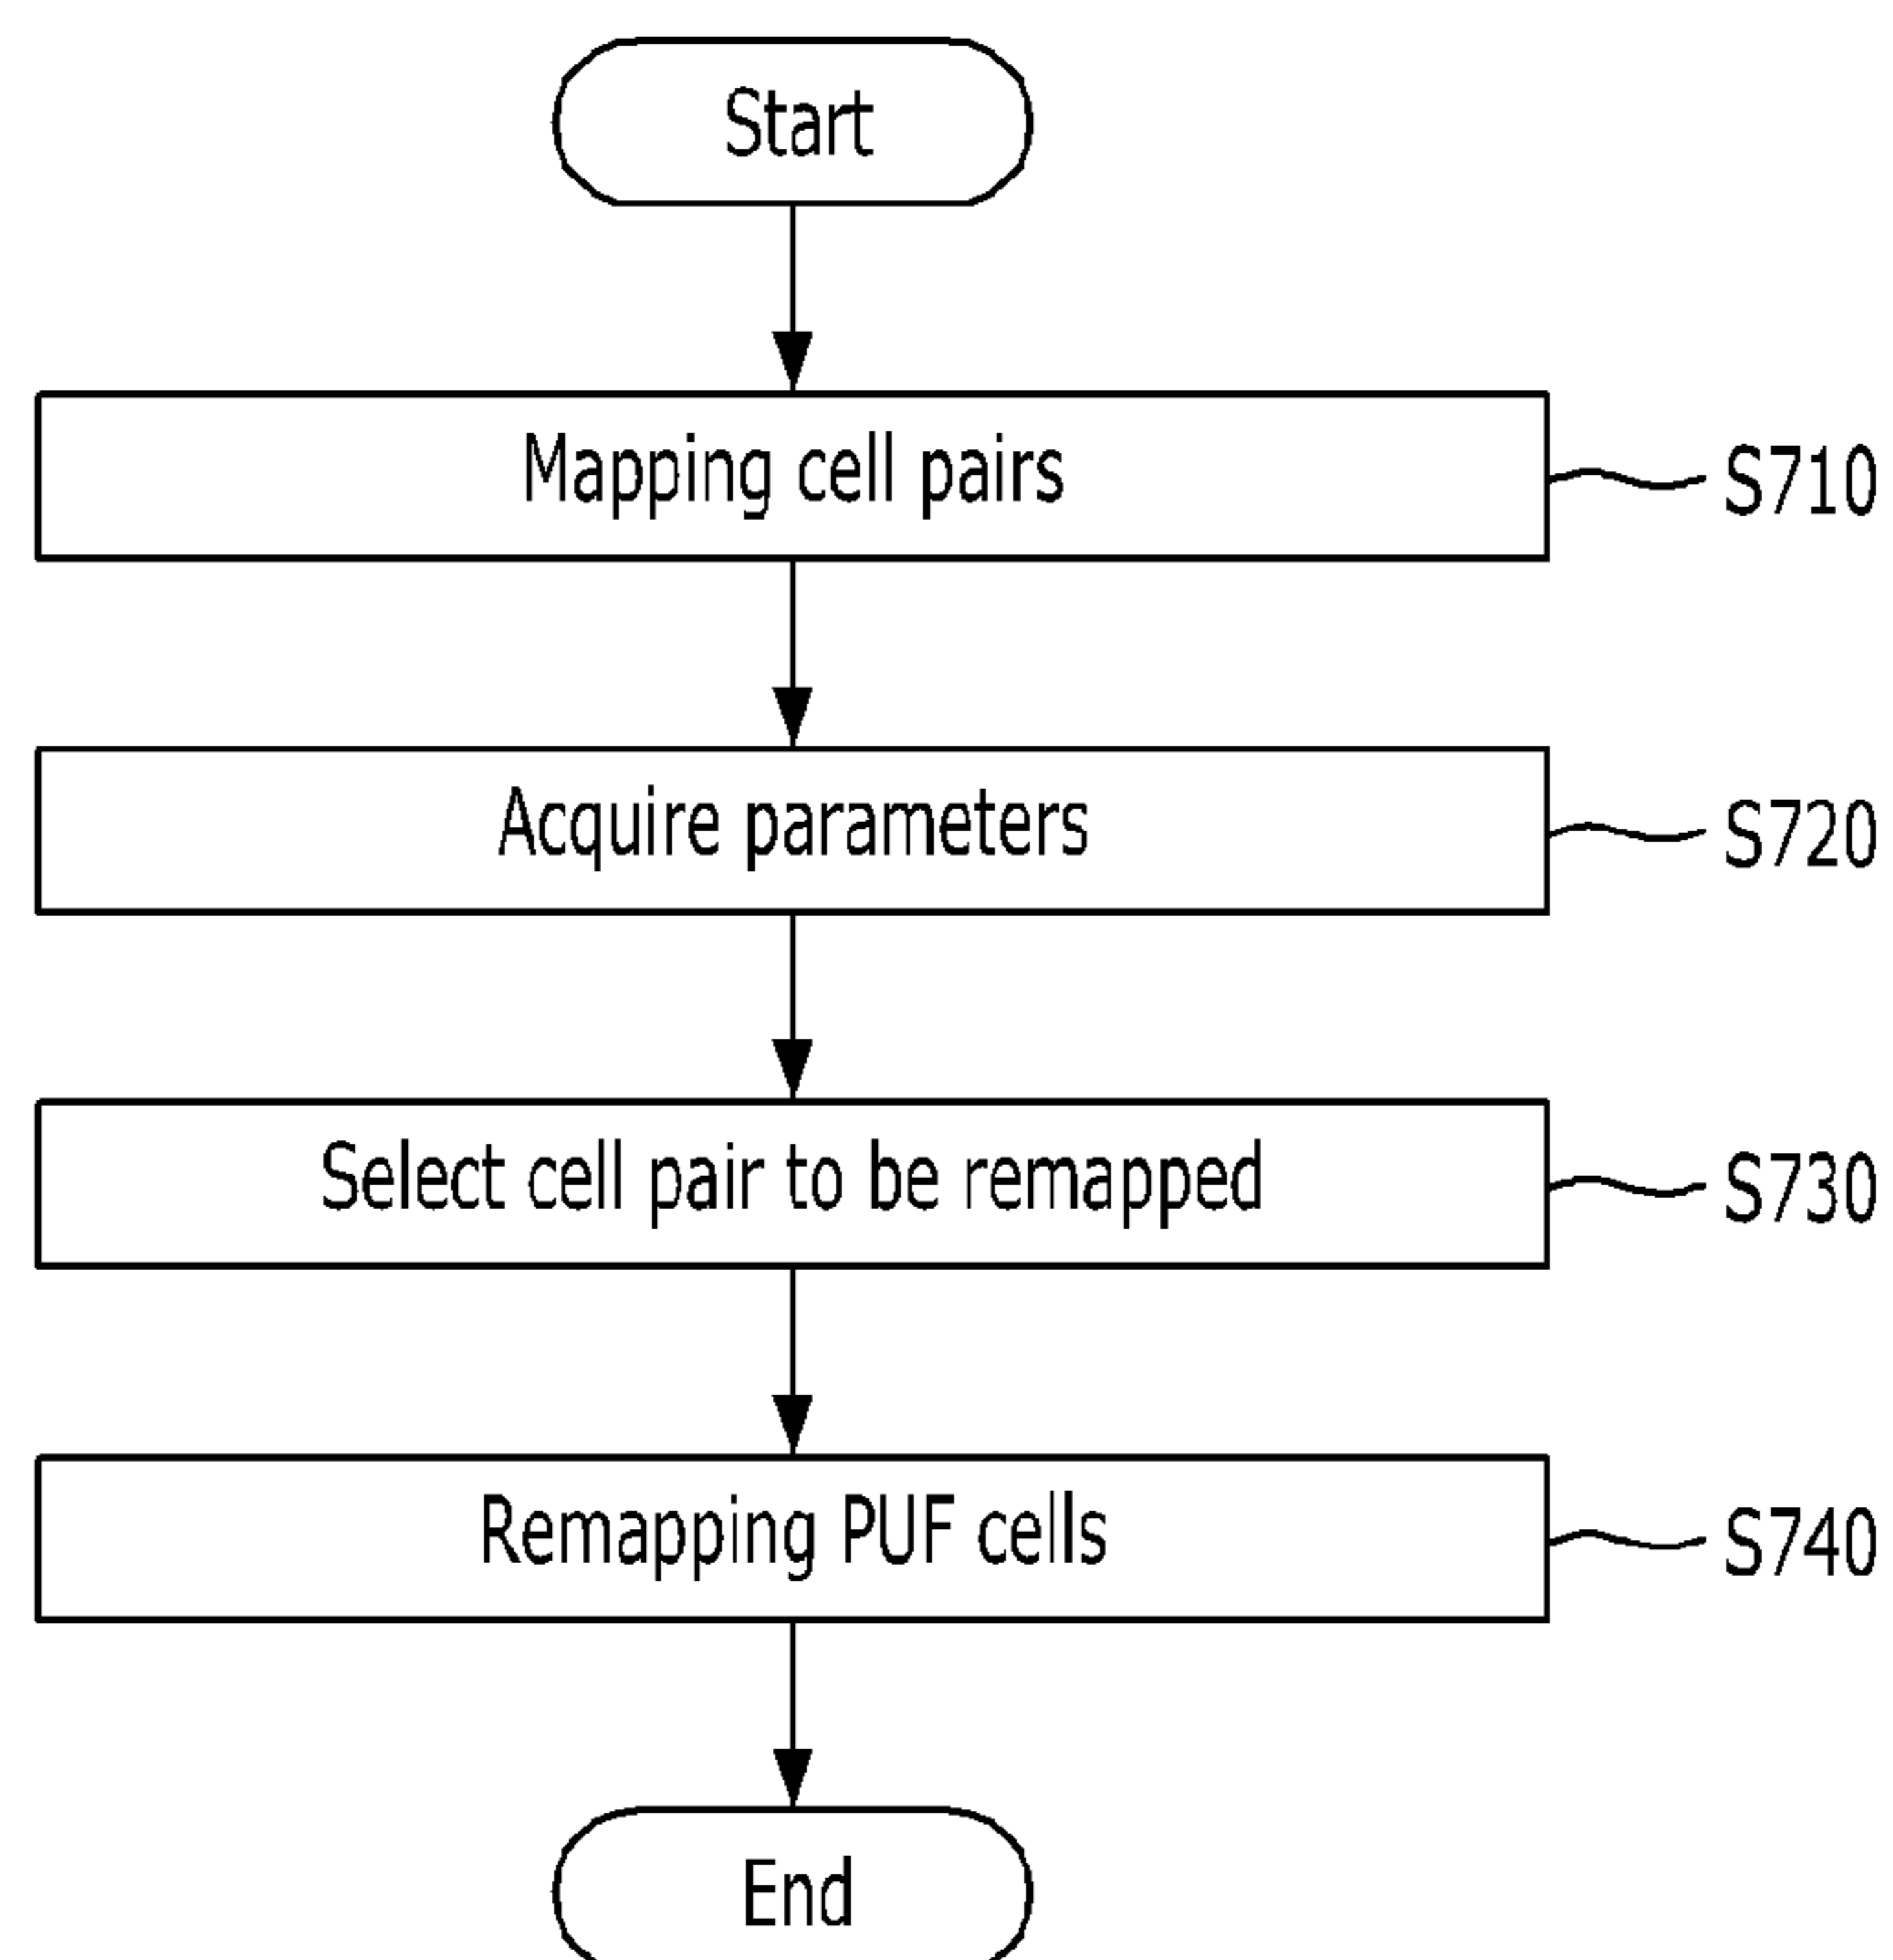 Start
Mapping cell pairs
S710
Acquire parameters
S720
Select cell pair to be remapped
S730
Remapping PUF cells
S740
End